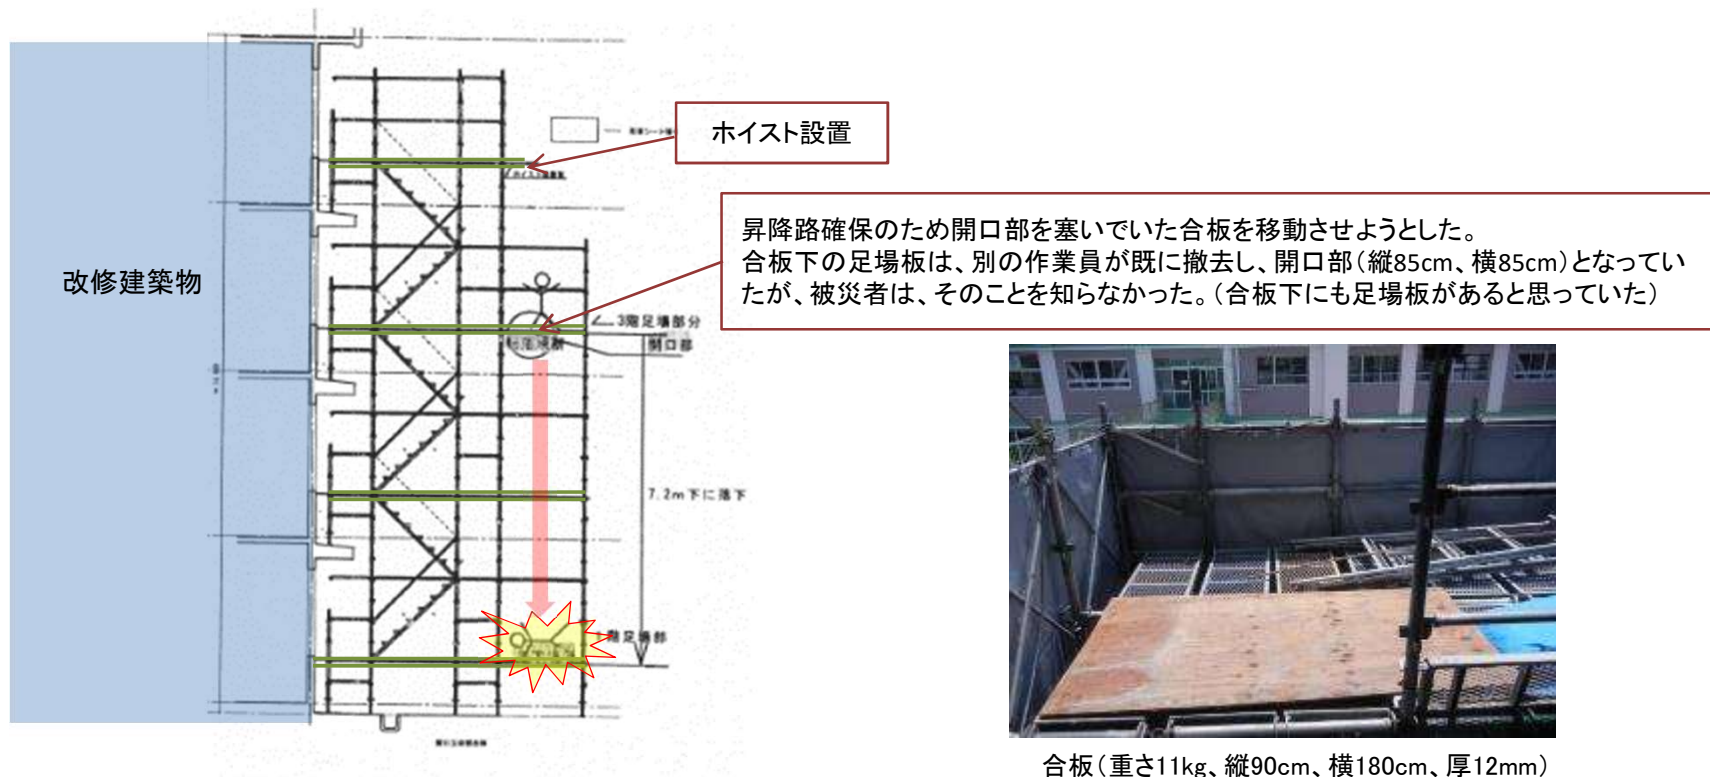 ホイスト設置
昇降路確保のため開口部を塞いでいた合板を移動させようとした。
合板下の足場板は、別の作業員が既に撤去し、開口部(縦85cm、横85cm)となってい
たが、被災者は、そのことを知らなかった。(合板下にも足場板があると思っていた)
改修建築物
3階足場部分
開口部
7.2m下に落下
階足場部
合板(重さ11kg、縦90cm、横180cm、厚12mm)